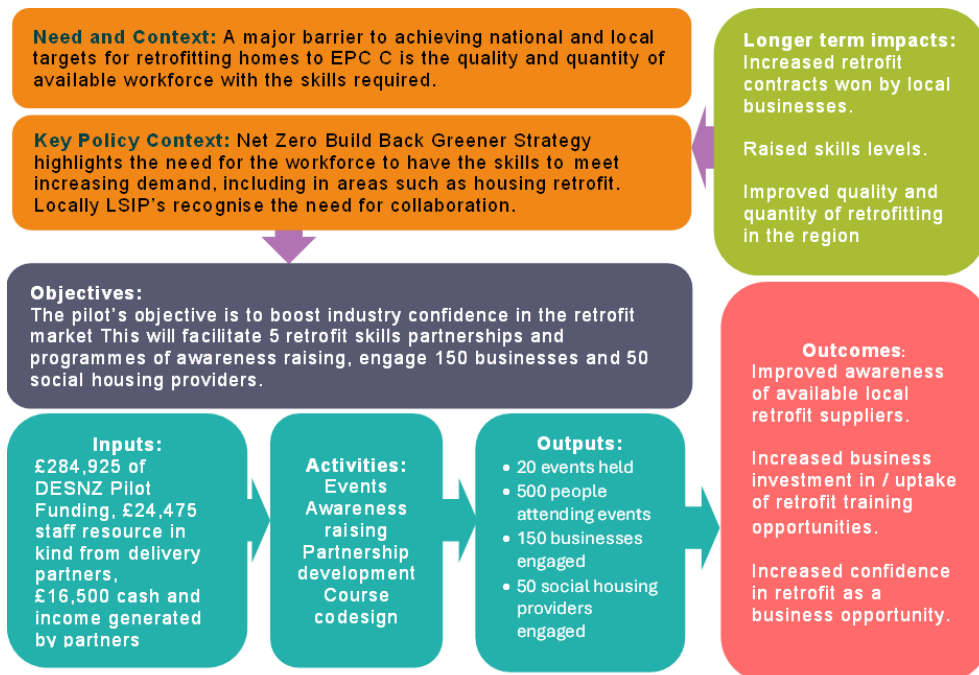 Need and Context: A major barrier to achieving national and local
targets for retrofitting homes to EPC C is the quality and quantity of
available workforce with the skills required.
Key Policy Context: Net Zero Build Back Greener Strategy
highlights the need for the workforce to have the skills to meet
increasing demand, including in areas such as housing retrofit.
Locally LSIP's recognise the need for collaboration.
Longer term impacts:
Increased retrofit
contracts won by local
businesses.
Raised skills levels.
Improved quality and
quantity of retrofitting
in the region
Objectives:
The pilot's objective is to boost industry confidence in the retrofit
market This will facilitate 5 retrofit skills partnerships and
programmes of awareness raising, engage 150 businesses and 50
social housing providers.
Inputs:
£284,925 of
DESNZ Pilot
Funding, £24,475
staff resource in
kind from delivery
partners,
£16,500 cash and
income generated
by partners
Activities:
Events
Awareness
raising
Partnership
development
Course
codesign
Outputs:
• 20 events held
• 500 people
attending events
• 150 businesses
engaged
• 50 social housing
providers
engaged
Outcomes:
Improved awareness
of available local
retrofit suppliers.
Increased business
investment in / uptake
of retrofit training
opportunities.
Increased confidence
in retrofit as a
business opportunity.